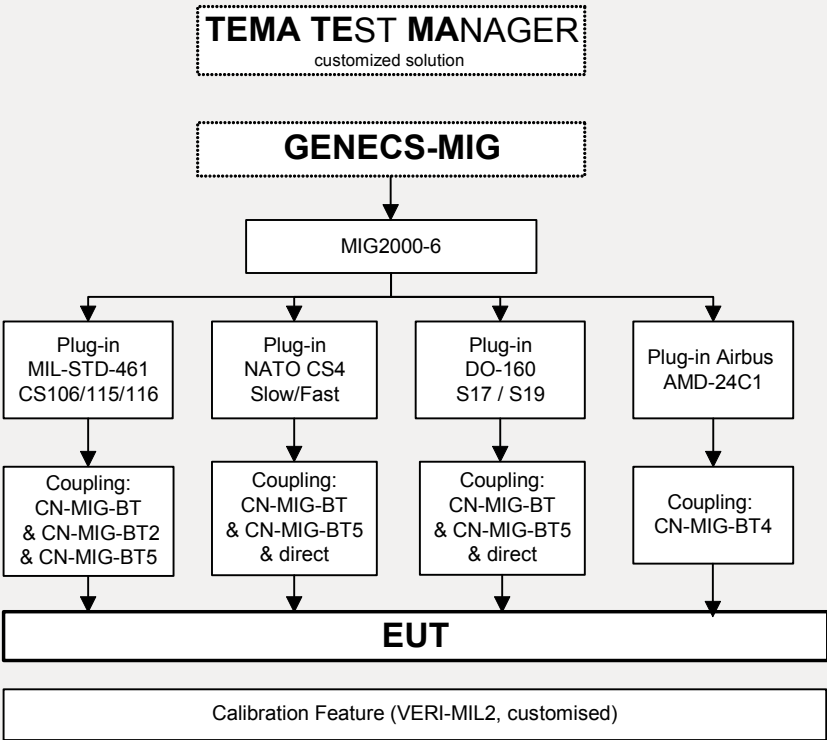 TEMA TEST MANAGER
customized solution
GENECS-MIG
MIG2000-6
Plug-in
MIL-STD-461
CS106/115/116
Plug-in
NATO CS4
Slow/Fast
Plug-in
DO-160
S17 / S19
Plug-in Airbus
AMD-24C1
Coupling:
CN-MIG-BT
& CN-MIG-BT2
& CN-MIG-BT5
Coupling:
CN-MIG-BT
& CN-MIG-BT5
& direct
Coupling:
CN-MIG-BT
& CN-MIG-BT5
& direct
Coupling:
CN-MIG-BT4
EUT
Calibration Feature (VERI-MIL2, customised)